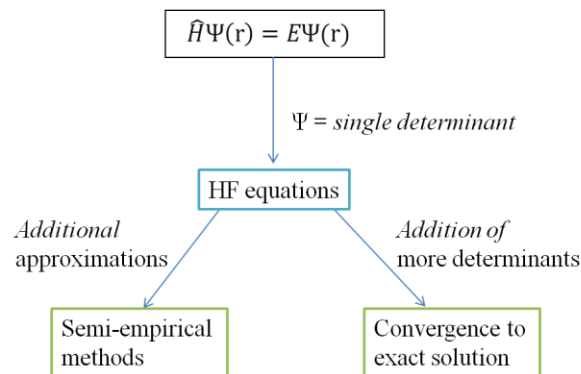 ĤΨ(r) = EΨ(r)
Ψ = single determinant
HF equations
Additional
approximations
Addition of
more determinants
Semi-empirical
methods
Convergence to
exact solution